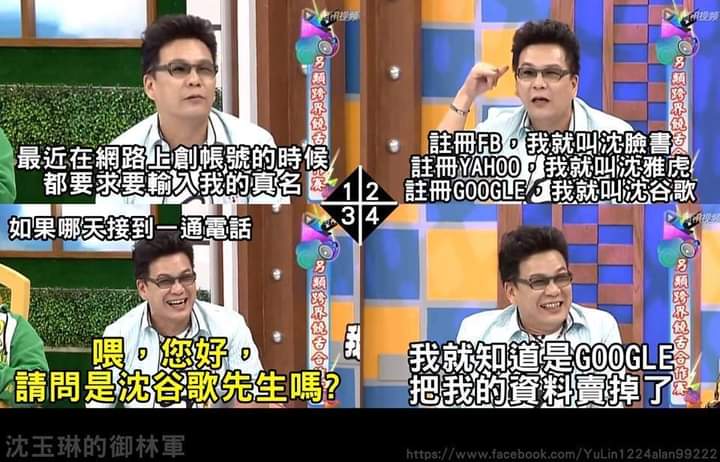 最近在網路上創帳號的時候
都要求要輸入我的真名
註冊FB，我就叫沈臉書
註冊YAHOO，我就叫沈雅虎
註冊GOOGLE，我就叫沈谷歌
1 2
3 4
如果哪天接到一通電話
喂，您好，
請問是沈谷歌先生嗎?
我就知道是GOOGLE
把我的資料賣掉了
沈玉琳的御林軍
https://www.facebook.com/YuLin1224alan99222